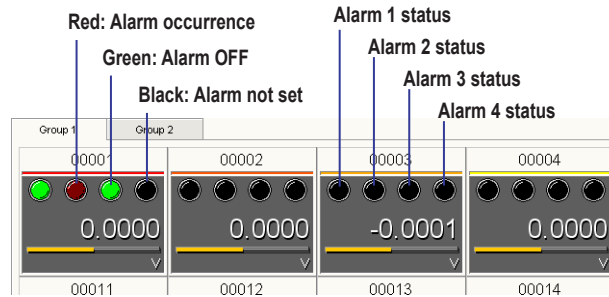 Red: Alarm occurrence
Green: Alarm OFF
Black: Alarm not set
Alarm 1 status
Alarm 2 status
Alarm 3 status
Alarm 4 status
Group 1 Group 2
00001 00002 00003 00004
0.0000 0.0000 -0.0001 0.0000
V V V V
00011 00012 00013 00014